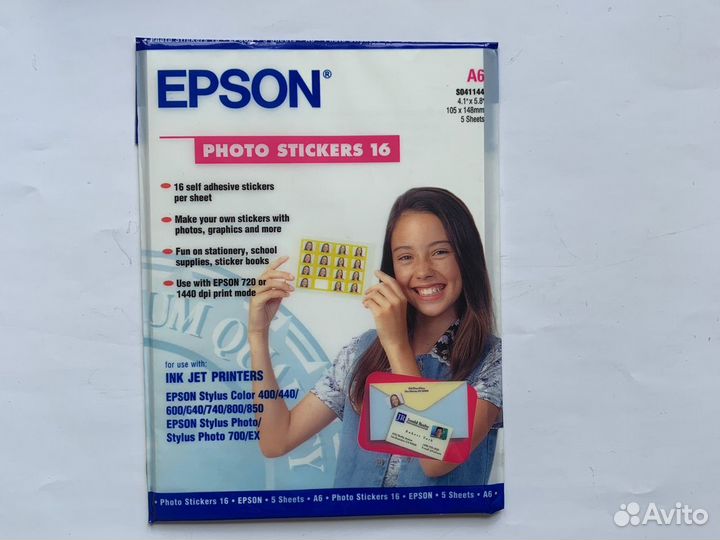 EPSON®
A6
S041144
4.1" x 5.8"
105 x 148mm
5 Sheets
PHOTO STICKERS 16
16 self adhesive stickers
per sheet
Make your own stickers with
photos, graphics and more
Fun on stationery, school
supplies, sticker books
Use with EPSON 720 or
1440 dpi print mode
for use with:
INK JET PRINTERS
EPSON Stylus Color 400/440/
600/640/740/800/850
EPSON Stylus Photo/
Stylus Photo 700/EX
• Photo Stickers 16 • EPSON • 5 Sheets • A6 • Photo Stickers 16 • EPSON • 5 Sheets • A6 •
Avito